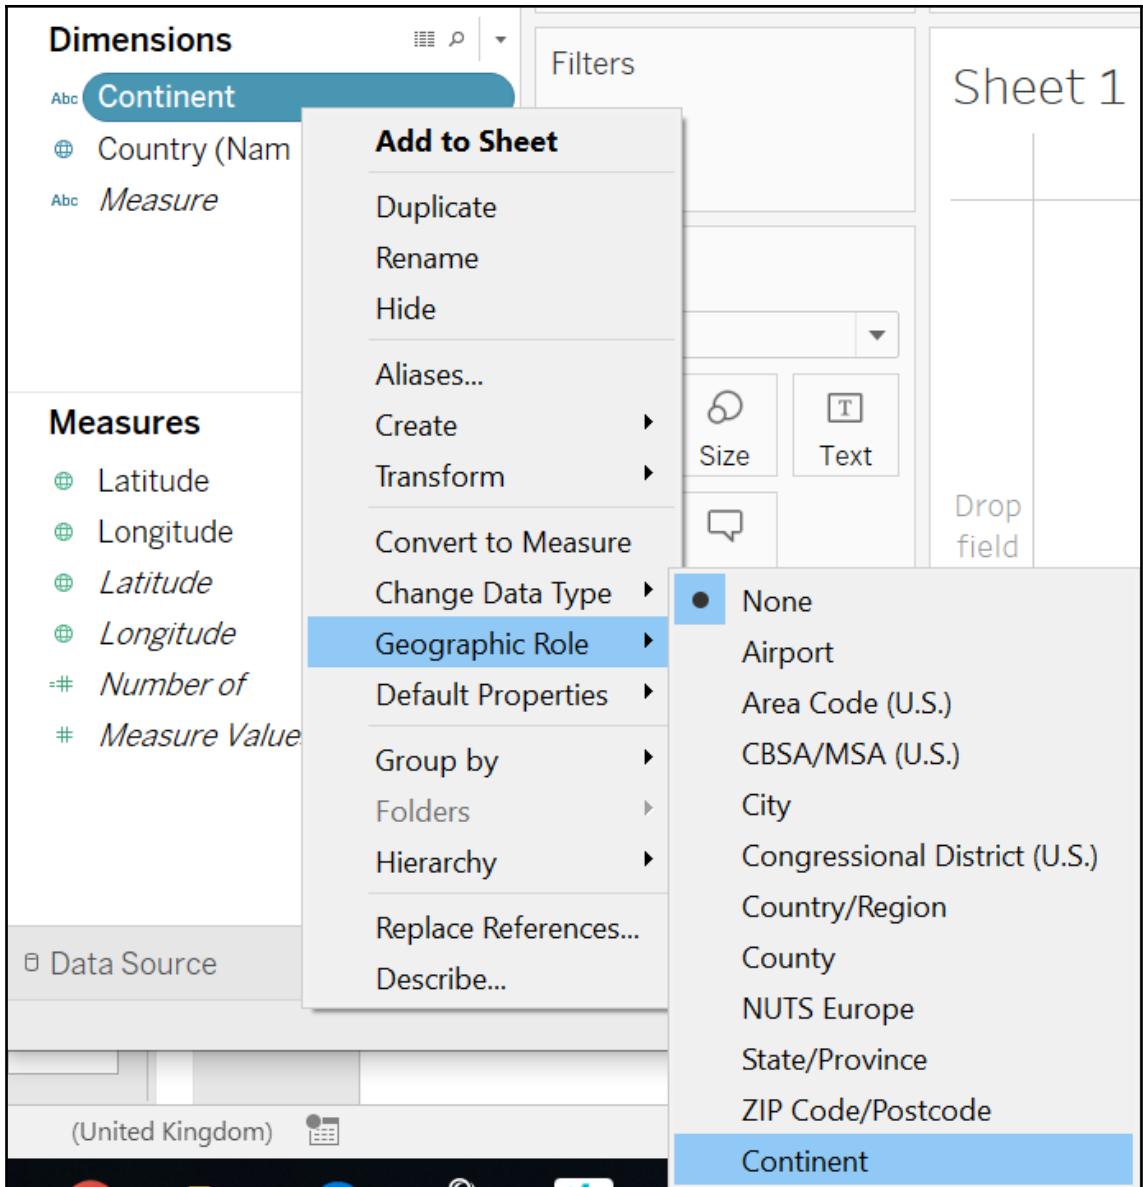 Dimensions
Abc Continent
Country (Nam
Abc Measure
Measures
Latitude
Longitude
Latitude
Longitude
=# Number of
# Measure Value
Data Source
(United Kingdom)
Add to Sheet
Duplicate
Rename
Hide
Aliases...
Create
Transform
Convert to Measure
Change Data Type
Geographic Role
Default Properties
Group by
Folders
Hierarchy
Replace References...
Describe...
None
Airport
Area Code (U.S.)
CBSA/MSA (U.S.)
City
Congressional District (U.S.)
Country/Region
County
NUTS Europe
State/Province
ZIP Code/Postcode
Continent
Filters
Size
T
Text
Sheet 1
Drop
field